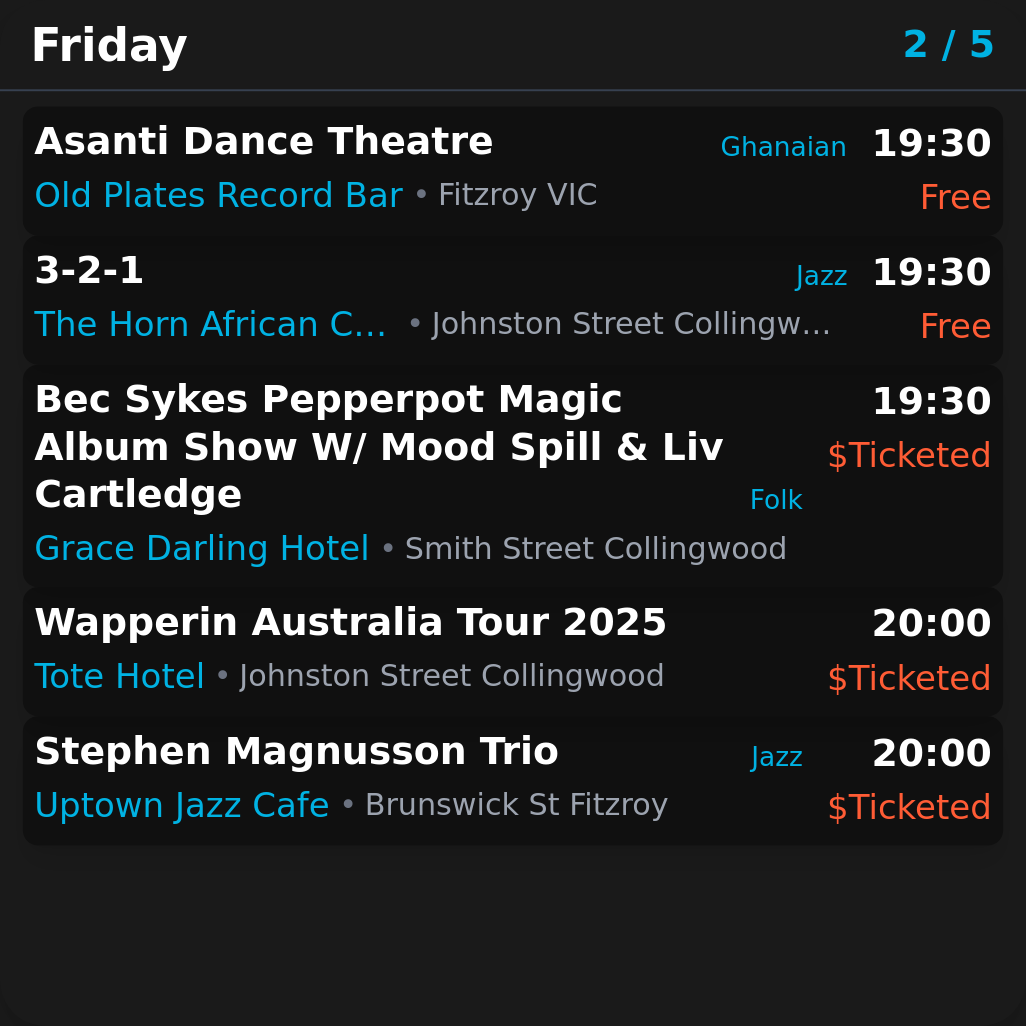 Friday 2 / 5
Asanti Dance Theatre Ghanaian 19:30
Old Plates Record Bar • Fitzroy VIC Free
3-2-1 Jazz 19:30
The Horn African C... • Johnston Street Collingw... Free
Bec Sykes Pepperpot Magic 19:30
Album Show W/ Mood Spill & Liv $Ticketed
Cartledge Folk
Grace Darling Hotel • Smith Street Collingwood
Wapperin Australia Tour 2025 20:00
Tote Hotel • Johnston Street Collingwood $Ticketed
Stephen Magnusson Trio Jazz 20:00
Uptown Jazz Cafe • Brunswick St Fitzroy $Ticketed